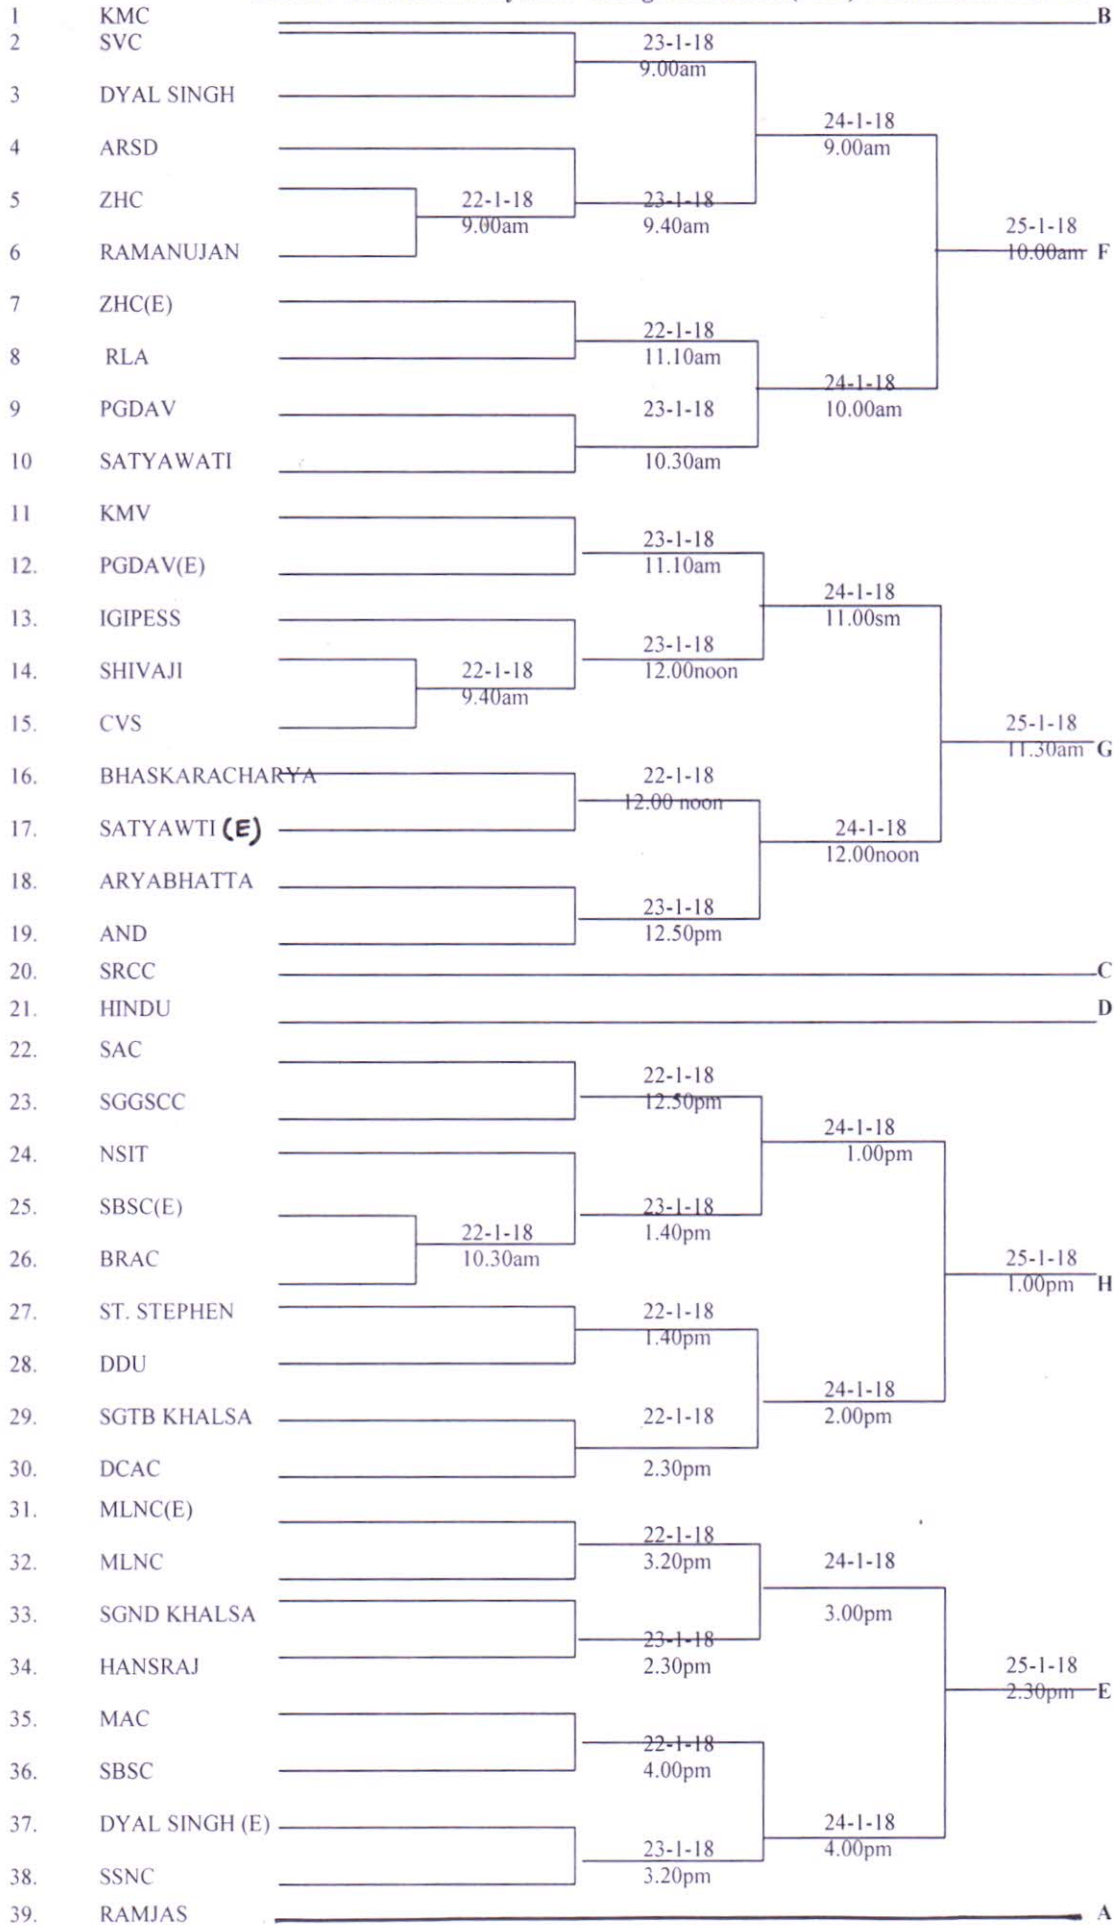 1 KMC B
2 SVC 23-1-18
9.00am
3 DYAL SINGH
24-1-18
4 ARSD 9.00am
5 ZHC 22-1-18 23-1-18
9.00am 9.40am 25-1-18
6 RAMANUJAN 10.00am F
7 ZHC(E)
22-1-18
8 RLA 11.10am
24-1-18
9 PGDAV 23-1-18 10.00am
10 SATYAWATI 10.30am
11 KMV
23-1-18
12. PGDAV(E) 11.10am
24-1-18
13. IGIPESS 11.00sm
23-1-18
14. SHIVAJI 22-1-18 12.00noon
9.40am
15. CVS 25-1-18
11.30am G
16. BHASKARACHARYA 22-1-18
12.00 noon
17. SATYAWTI (E) 24-1-18
12.00noon
18. ARYABHATTA
23-1-18
19. AND 12.50pm
20. SRCC C
21. HINDU D
22. SAC
22-1-18
23. SGGSCC 12.50pm
24-1-18
24. NSIT 1.00pm
25. SBSC(E) 23-1-18
22-1-18 1.40pm
26. BRAC 10.30am 25-1-18
1.00pm H
27. ST. STEPHEN 22-1-18
1.40pm
28. DDU
24-1-18
29. SGTB KHALSA 22-1-18 2.00pm
30. DCAC 2.30pm
31. MLNC(E)
22-1-18
32. MLNC 3.20pm 24-1-18
33. SGND KHALSA 3.00pm
23-1-18
34. HANSRAJ 2.30pm 25-1-18
2.30pm E
35. MAC
22-1-18
36. SBSC 4.00pm
37. DYAL SINGH (E) 24-1-18
23-1-18 4.00pm
38. SSNC 3.20pm
39. RAMJAS A